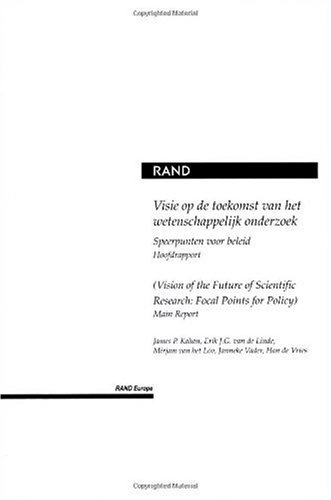 RAND
Visie op de toekomst van het
wetenschappelijk onderzoek
Speerpunten voor beleid
Hoofdrapport
(Vision of the Future of Scientific
Research: Focal Points for Policy)
Main Report
James P. Kahan, Erik J.G. van de Linde,
Mirjam van het Loo, Janneke Vader, Han de Vries
RAND Europe